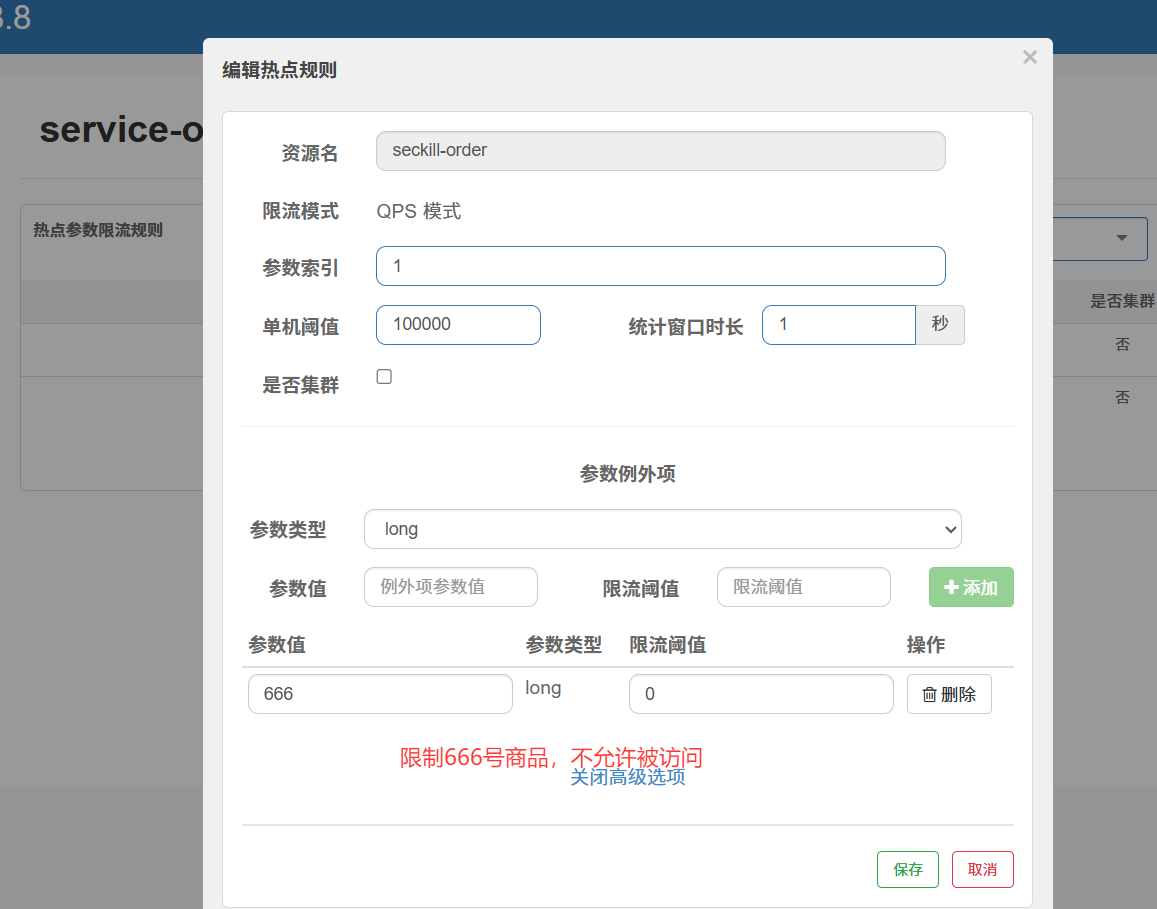 3.8
编辑热点规则
×
service-o
资源名 seckill-order
限流模式 QPS 模式
热点参数限流规则
参数索引 1
是否集群
单机阈值 100000 统计窗口时长 1 秒
否
是否集群
否
参数例外项
参数类型 long
参数值 例外项参数值 限流阈值 限流阈值 添加
参数值 参数类型 限流阈值 操作
666 long 0 删除
限制666号商品，不允许被访问
关闭高级选项
保存 取消